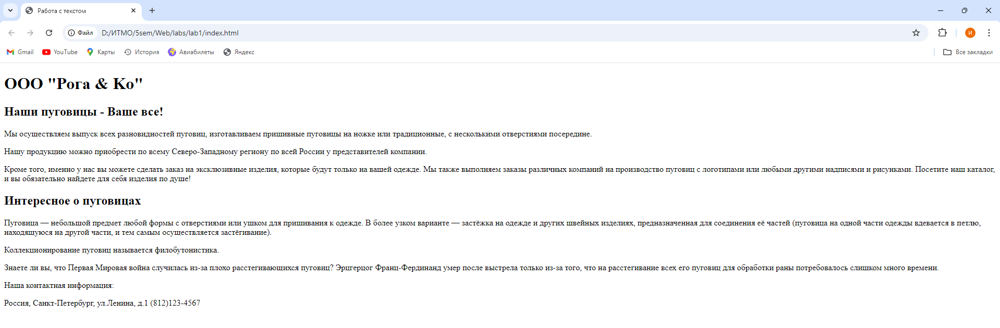 Работа с текстом
Файл D:/ИТМО/5sem/Web/labs/lab1/index.html И
Gmail YouTube Карты История Авиабилеты Яндекс Все закладки
ООО "Рога & Ко"
Наши пуговицы - Ваше все!
Мы осуществляем выпуск всех разновидностей пуговиц, изготавливаем пришивные пуговицы на ножке или традиционные, с несколькими отверстиями посередине.
Нашу продукцию можно приобрести по всему Северо-Западному региону по всей России у представителей компании.
Кроме того, именно у нас вы можете сделать заказ на эксклюзивные изделия, которые будут только на вашей одежде. Мы также выполняем заказы различных компаний на производство пуговиц с логотипами или любыми другими надписями и рисунками. Посетите наш каталог,
и вы обязательно найдете для себя изделия по душе!
Интересное о пуговицах
Пуговица — небольшой предмет любой формы с отверстиями или ушком для пришивания к одежде. В более узком варианте — застёжка на одежде и других швейных изделиях, предназначенная для соединения её частей (пуговица на одной части одежды вдевается в петлю,
находящуюся на другой части, и тем самым осуществляется застёгивание).
Коллекционирование пуговиц называется филобутонистика.
Знаете ли вы, что Первая Мировая война случилась из-за плохо расстегивающихся пуговиц? Эрцгерцог Франц-Фердинанд умер после выстрела только из-за того, что на расстегивание всех его пуговиц для обработки раны потребовалось слишком много времени.
Наша контактная информация:
Россия, Санкт-Петербург, ул.Ленина, д.1 (812)123-4567